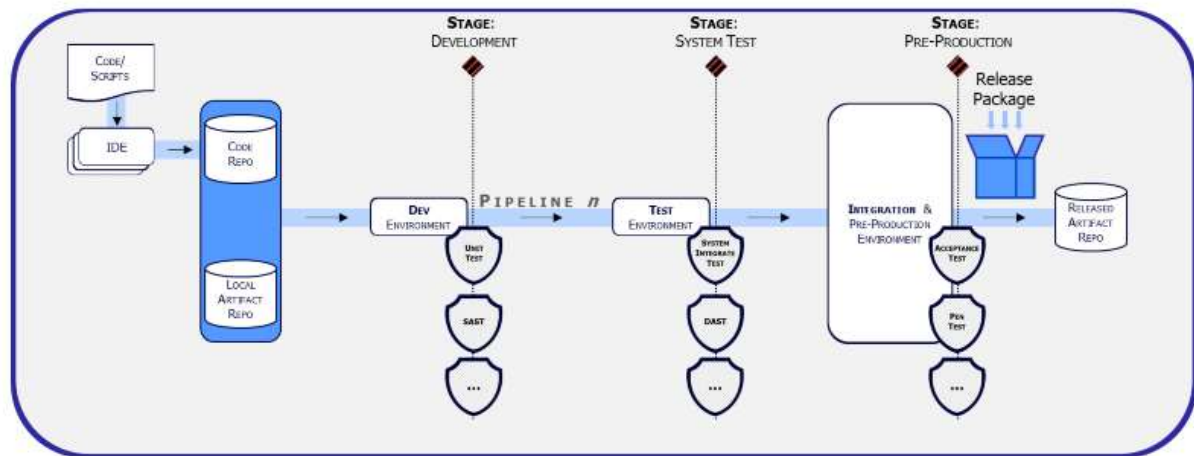 STAGE:
DEVELOPMENT
STAGE:
SYSTEM TEST
STAGE:
PRE-PRODUCTION
CODE/
SCRIPTS
IDE
CODE
REPO
LOCAL
ARTIFACT
REPO
DEV
ENVIRONMENT
PIPELINE n
TEST
ENVIRONMENT
INTEGRATION &
PRE-PRODUCTION
ENVIRONMENT
Release
Package
RELEASED
ARTIFACT
REPO
UNIT
TEST
SAST
...
SYSTEM
INTEGRATE
TEST
DAST
...
ACCEPTANCE
TEST
PEN
TEST
...